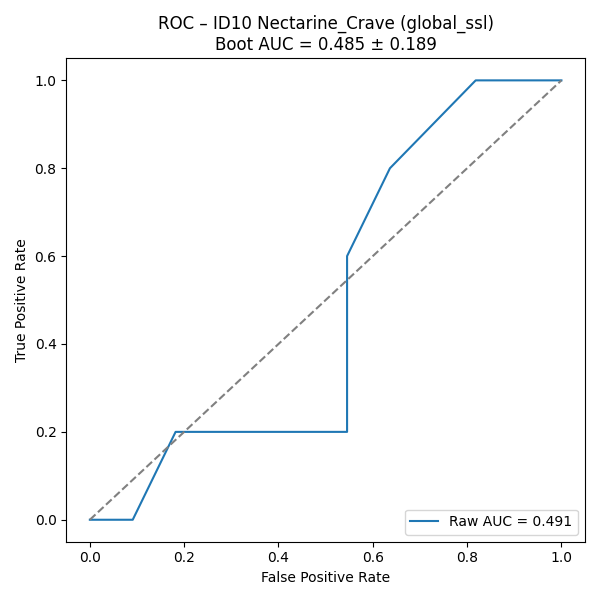 ROC – ID10 Nectarine_Crave (global_ssl)
Boot AUC = 0.485 ± 0.189
True Positive Rate
1.0
0.8
0.6
0.4
0.2
0.0
Raw AUC = 0.491
0.0 0.2 0.4 0.6 0.8 1.0
False Positive Rate